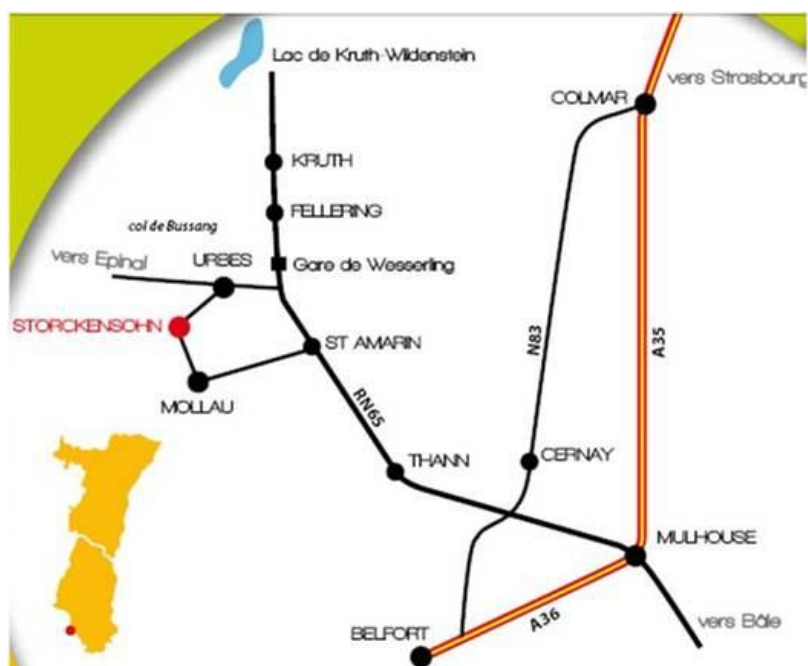 Lac de Kruth-Wildenstein
vers Strasbourg
COLMAR
KRUTH
FELLERING
col de Bussang
vers Epinal
URBES
Gare de Wesserling
STORCKENSOHN
ST AMARIN
N83
A35
MOLLAU
RN65
THANN
CERNAY
MULHOUSE
A36
BELFORT
vers Bâle